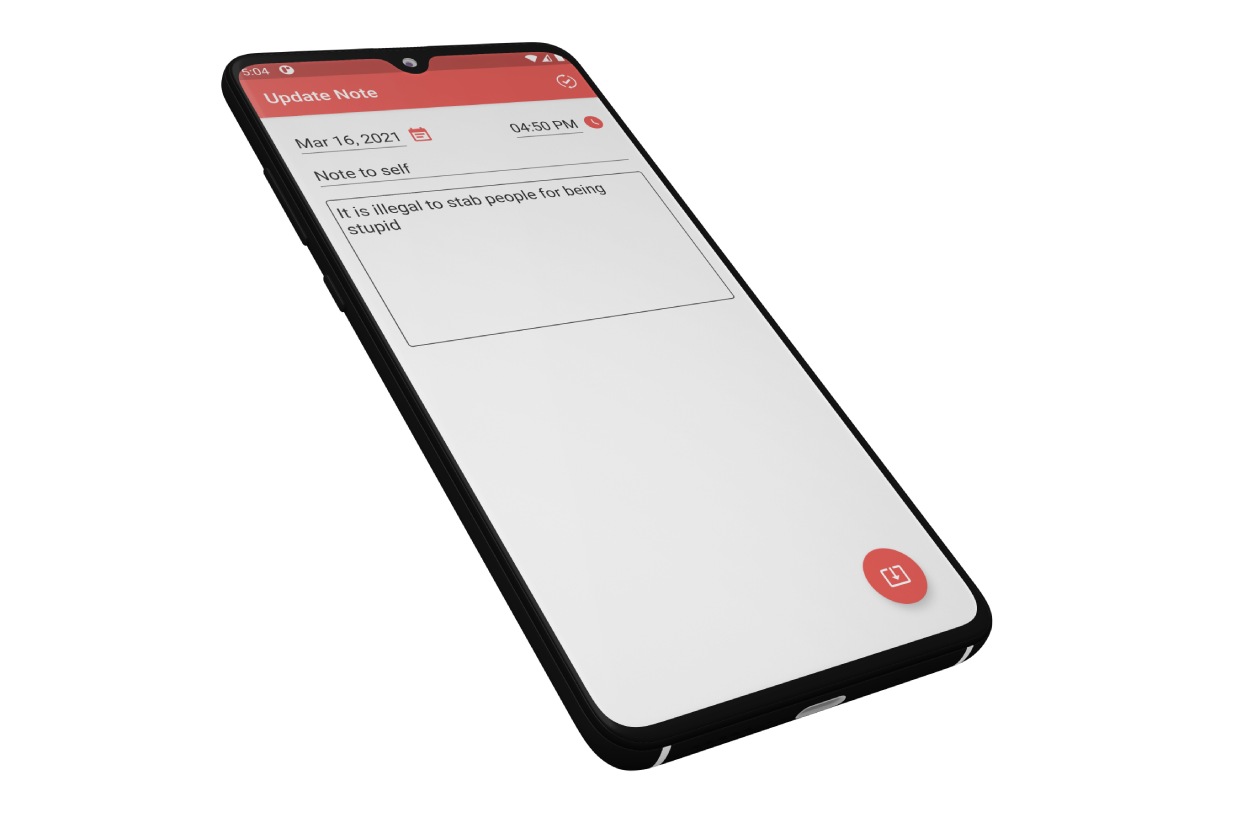 5:04
Update Note
Mar 16, 2021 04:50 PM
Note to self
It is illegal to stab people for being
stupid